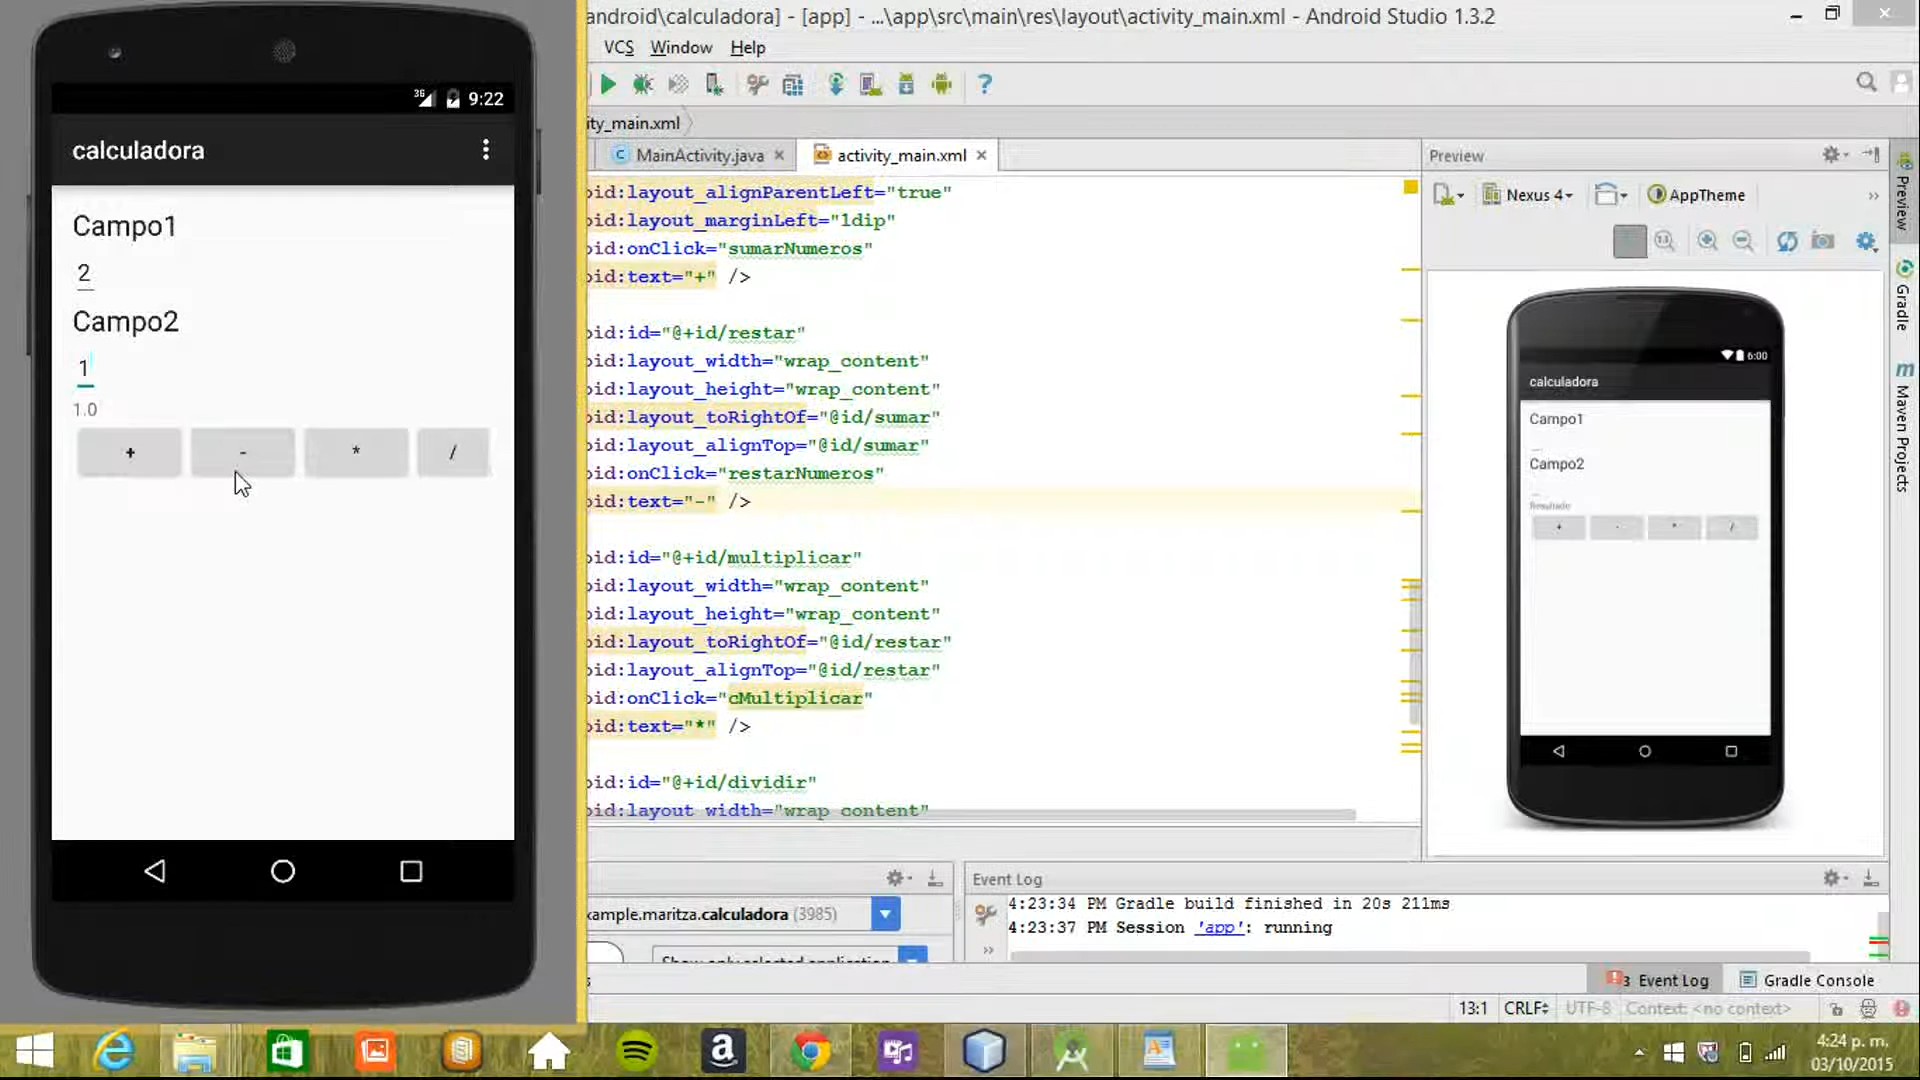 android\calculadora] - [app] - ...\app\src\main\res\layout\activity_main.xml - Android Studio 1.3.2
VCS Window Help
ity_main.xml
MainActivity.java
activity_main.xml
oid:layout_alignParentLeft="true"
oid:layout_marginLeft="1dip"
oid:onClick="sumarNumeros"
oid:text="+" />
oid:id="@+id/restar"
oid:layout_width="wrap_content"
oid:layout_height="wrap_content"
oid:layout_toRightOf="@id/sumar"
oid:layout_alignTop="@id/sumar"
oid:onClick="restarNumeros"
oid:text="-" />
oid:id="@+id/multiplicar"
oid:layout_width="wrap_content"
oid:layout_height="wrap_content"
oid:layout_toRightOf="@id/restar"
oid:layout_alignTop="@id/restar"
oid:onClick="cMultiplicar"
oid:text="*" />
oid:id="@+id/dividir"
oid:layout_width="wrap_content"
3G 9:22
calculadora
Campo1
2
Campo2
1
1.0
+ - * /
Preview
Nexus 4 AppTheme
6:00
calculadora
Campo1
Campo2
Resultado
+ - * /
Preview
Gradle
Maven Projects
xample.maritza.calculadora (3985)
Show only selected application
Event Log
4:23:34 PM Gradle build finished in 20s 211ms
4:23:37 PM Session 'app': running
3 Event Log Gradle Console
13:1 CRLF UTF-8 Context: <no context>
4:24 p. m.
03/10/2015